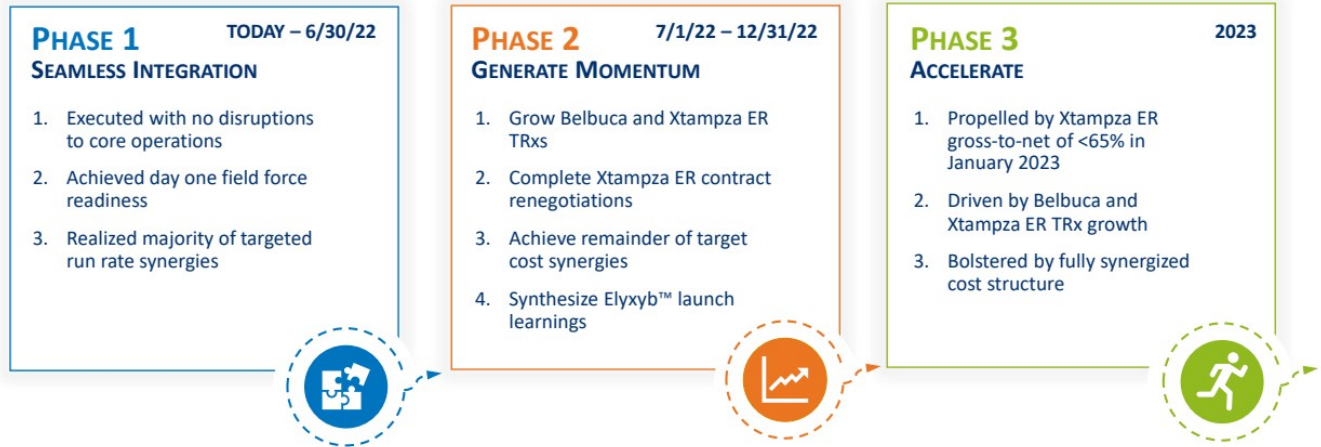 PHASE 1 TODAY – 6/30/22
SEAMLESS INTEGRATION
1. Executed with no disruptions
to core operations
2. Achieved day one field force
readiness
3. Realized majority of targeted
run rate synergies
PHASE 2 7/1/22 – 12/31/22
GENERATE MOMENTUM
1. Grow Belbuca and Xtampza ER
TRxs
2. Complete Xtampza ER contract
renegotiations
3. Achieve remainder of target
cost synergies
4. Synthesize Elyxyb™ launch
learnings
PHASE 3 2023
ACCELERATE
1. Propelled by Xtampza ER
gross-to-net of <65% in
January 2023
2. Driven by Belbuca and
Xtampza ER TRx growth
3. Bolstered by fully synergized
cost structure